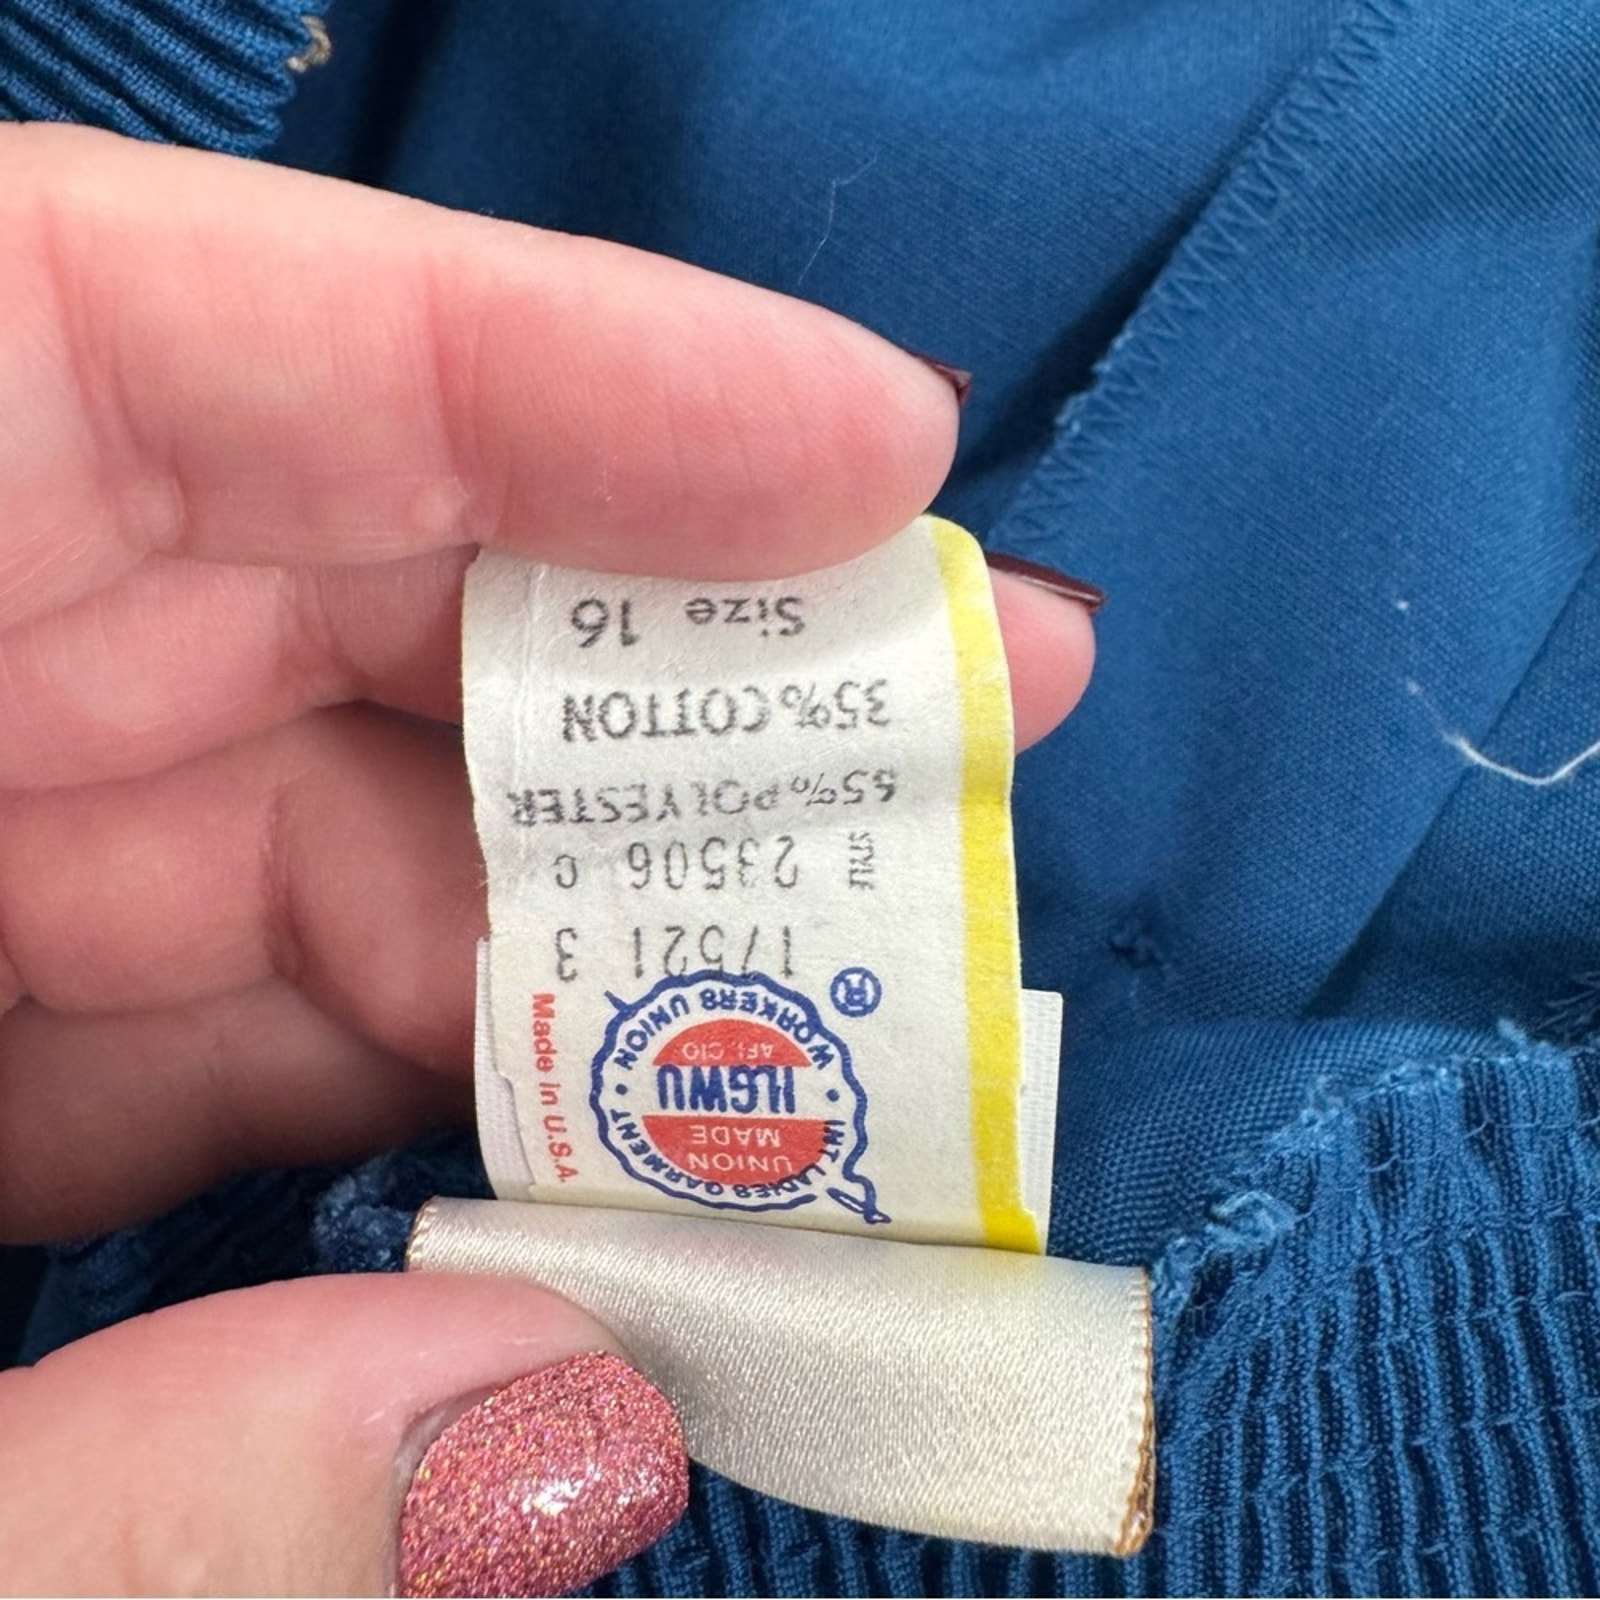 INT. LADIES GARMENT
UNION
MADE
ILGWU
AFL CIO
WORKERS UNION
®
Made in U.S.A.
17521 3
STYLE 23506 C
65% POLYESTER
35% COTTON
Size 16